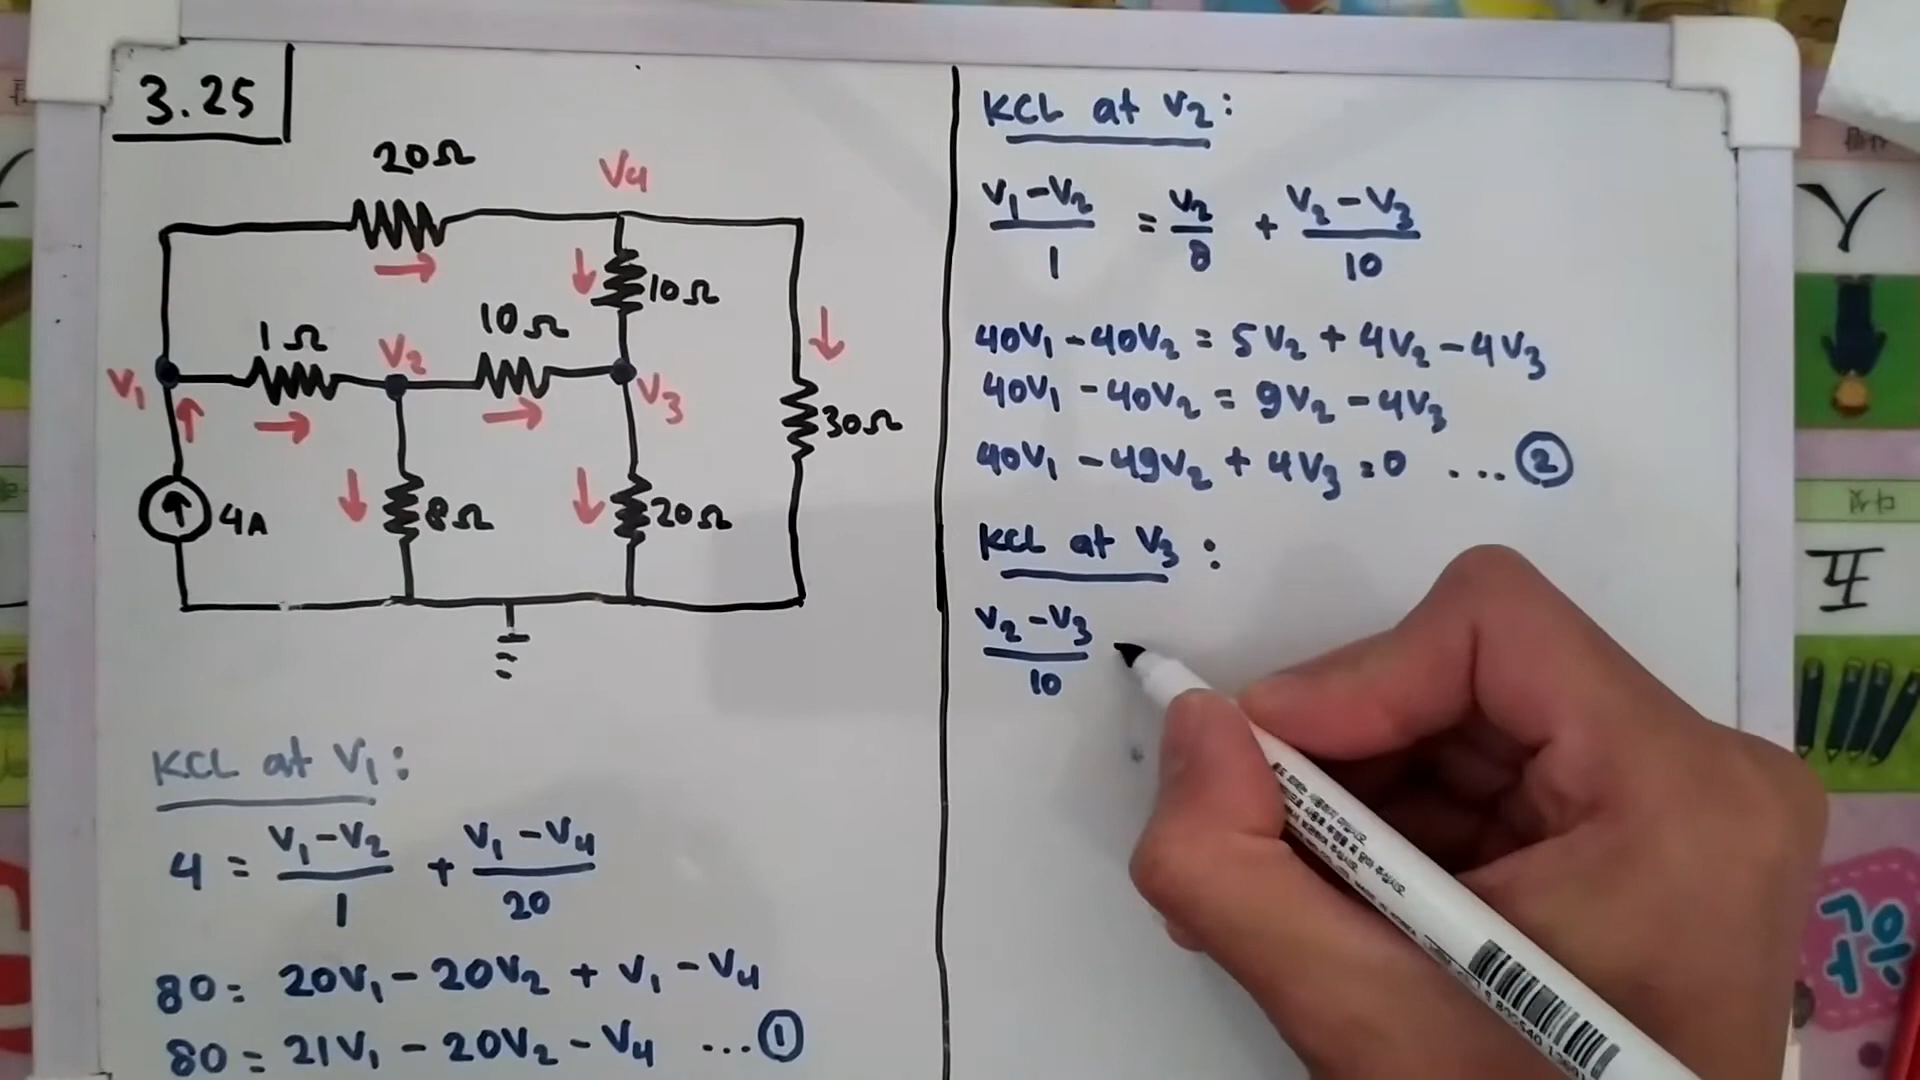 3.25
20Ω
V4
10Ω
10Ω
1Ω
V2
V1
V3
30Ω
4A
8Ω
20Ω
KCL at V1:
4 = V1-V2/1 + V1-V4/20
80 = 20V1 - 20V2 + V1 - V4
80 = 21V1 - 20V2 - V4 ...①
KCL at V2:
V1-V2/1 = V2/8 + V2-V3/10
40V1 - 40V2 = 5V2 + 4V2 - 4V3
40V1 - 40V2 = 9V2 - 4V3
40V1 - 49V2 + 4V3 = 0 ...②
KCL at V3:
V2-V3/10